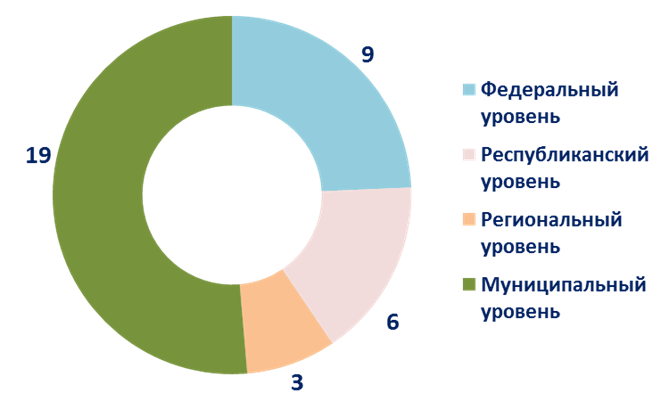 9
19
6
3
Федеральный
уровень
Республиканский
уровень
Региональный
уровень
Муниципальный
уровень